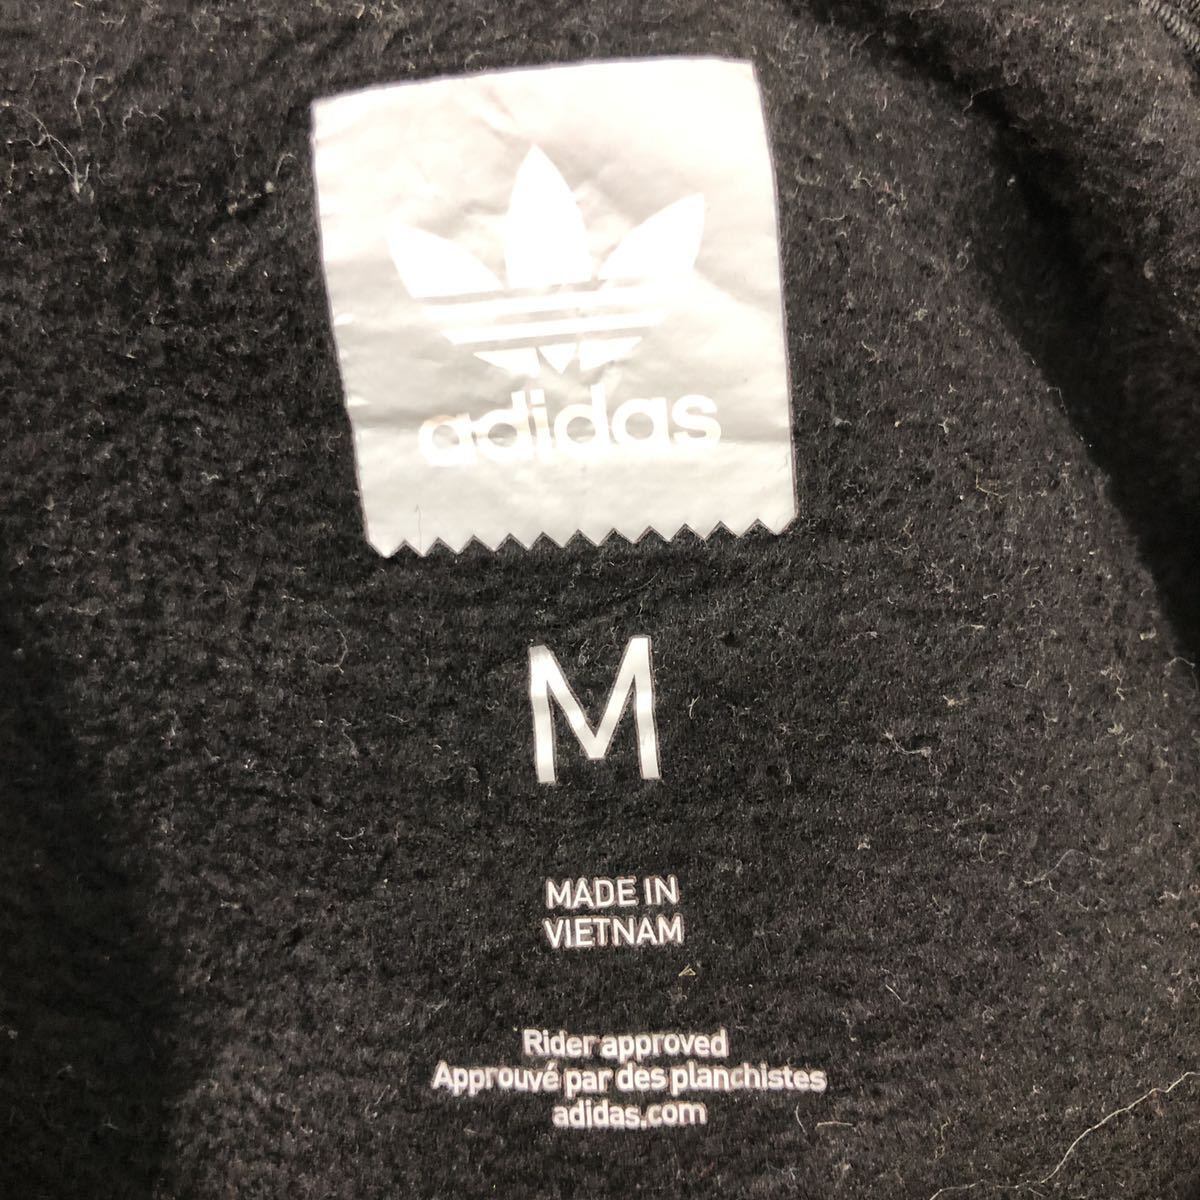 adidas
M
MADE IN
VIETNAM
Rider approved
Approuvé par des planchistes
adidas.com